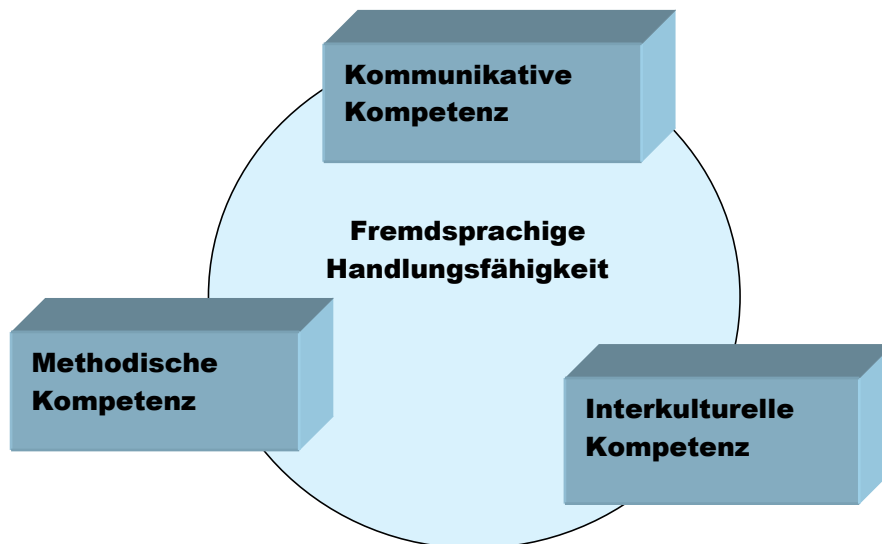 Kommunikative
Kompetenz
Fremdsprachige
Handlungsfähigkeit
Methodische
Kompetenz
Interkulturelle
Kompetenz